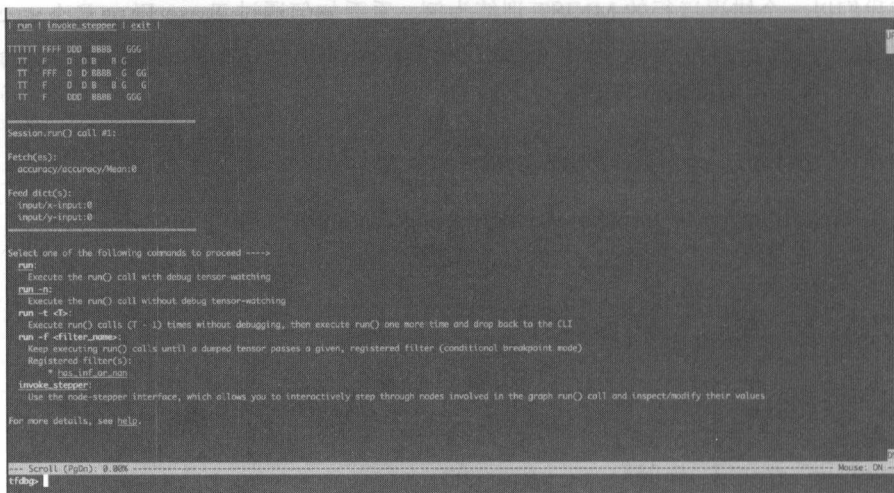 | run | invoke_stepper | exit |
TTTTTT FFFF DDD BBBB GGG
TT F D D B B G
TT FFF D D BBBB G GG
TT F D D B B G G
TT F DDD BBBB GGG
Session.run() call #1:
Fetch(es):
accuracy/accuracy/Mean:0
Feed dict(s):
input/x-input:0
input/y-input:0
Select one of the following commands to proceed ---->
run:
Execute the run() call with debug tensor-watching
run -n:
Execute the run() call without debug tensor-watching
run -t <T>:
Execute run() calls (T - 1) times without debugging, then execute run() one more time and drop back to the CLI
run -f <filter_name>:
Keep executing run() calls until a dumped tensor passes a given, registered filter (conditional breakpoint mode)
Registered filter(s):
* has_inf_or_nan
invoke_stepper:
Use the node-stepper interface, which allows you to interactively step through nodes involved in the graph run() call and inspect/modify their values
For more details, see help.
--- Scroll (PgDn): 0.00% --- Mouse: ON --
tfdbg>